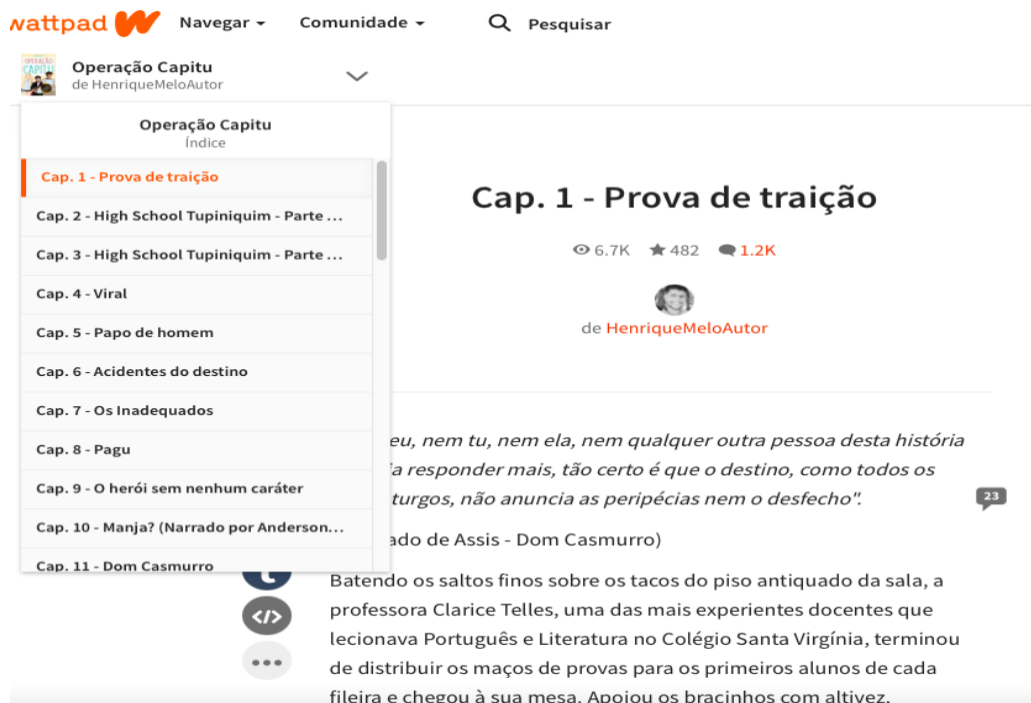 wattpad Navegar Comunidade Pesquisar
OPERAÇÃO CAPITU
Operação Capitu
de HenriqueMeloAutor
Operação Capitu
Índice
Cap. 1 - Prova de traição
Cap. 2 - High School Tupiniquim - Parte ...
Cap. 3 - High School Tupiniquim - Parte ...
Cap. 4 - Viral
Cap. 5 - Papo de homem
Cap. 6 - Acidentes do destino
Cap. 7 - Os Inadequados
Cap. 8 - Pagu
Cap. 9 - O herói sem nenhum caráter
Cap. 10 - Manja? (Narrado por Anderson...
Cap. 11 - Dom Casmurro
Cap. 1 - Prova de traição
6.7K 482 1.2K
de HenriqueMeloAutor
eu, nem tu, nem ela, nem qualquer outra pessoa desta história
a responder mais, tão certo é que o destino, como todos os
turgos, não anuncia as peripécias nem o desfecho".
23
ado de Assis - Dom Casmurro)
Batendo os saltos finos sobre os tacos do piso antiquado da sala, a
professora Clarice Telles, uma das mais experientes docentes que
lecionava Português e Literatura no Colégio Santa Virgínia, terminou
de distribuir os maços de provas para os primeiros alunos de cada
fileira e chegou à sua mesa. Apoiou os bracinhos com altivez,